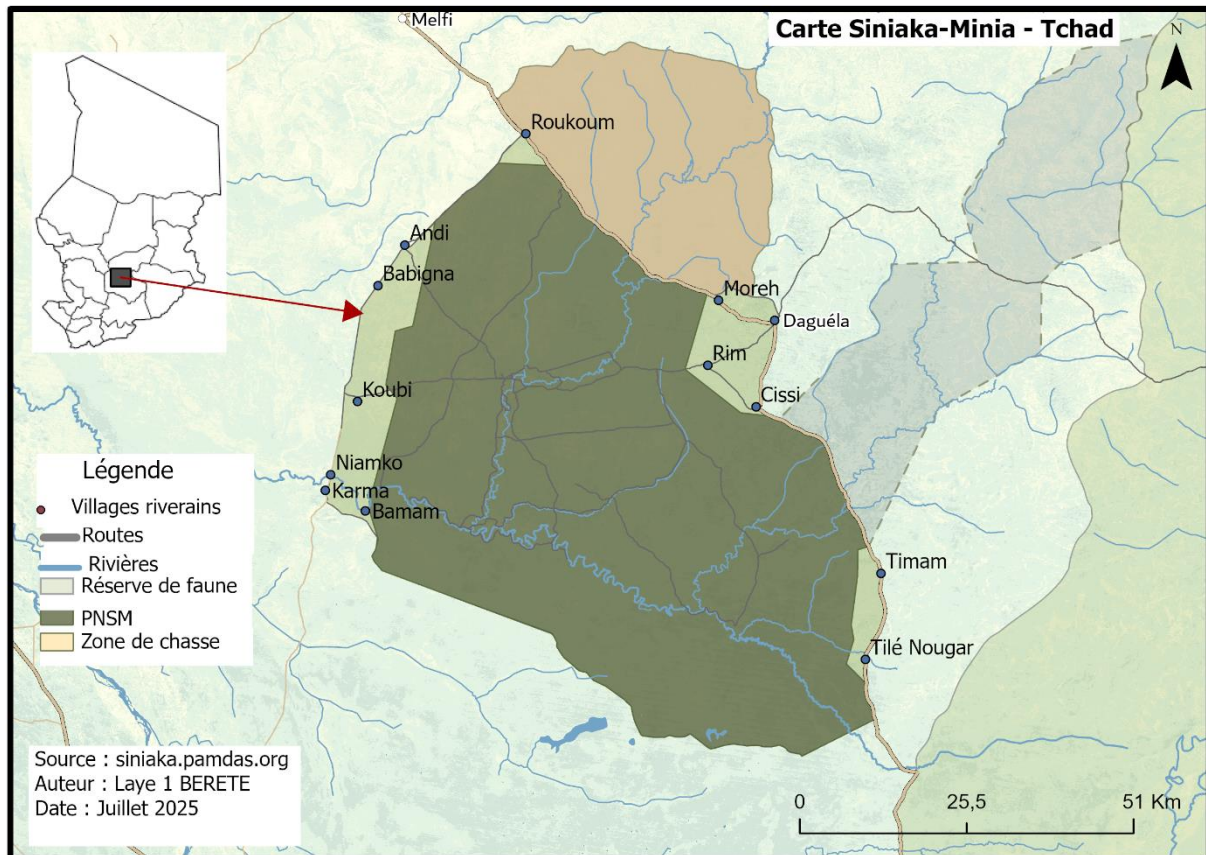 Melfi
Carte Siniaka-Minia - Tchad
N
Roukoum
Andi
Babigna
Moreh
Daguéla
Rim
Koubi
Cissi
Niamko
Karma
Bamam
Timam
Tilé Nougar
Légende
Villages riverains
Routes
Rivières
Réserve de faune
PNSM
Zone de chasse
Source : siniaka.pamdas.org
Auteur : Laye 1 BERETE
Date : Juillet 2025
0 25,5 51 Km